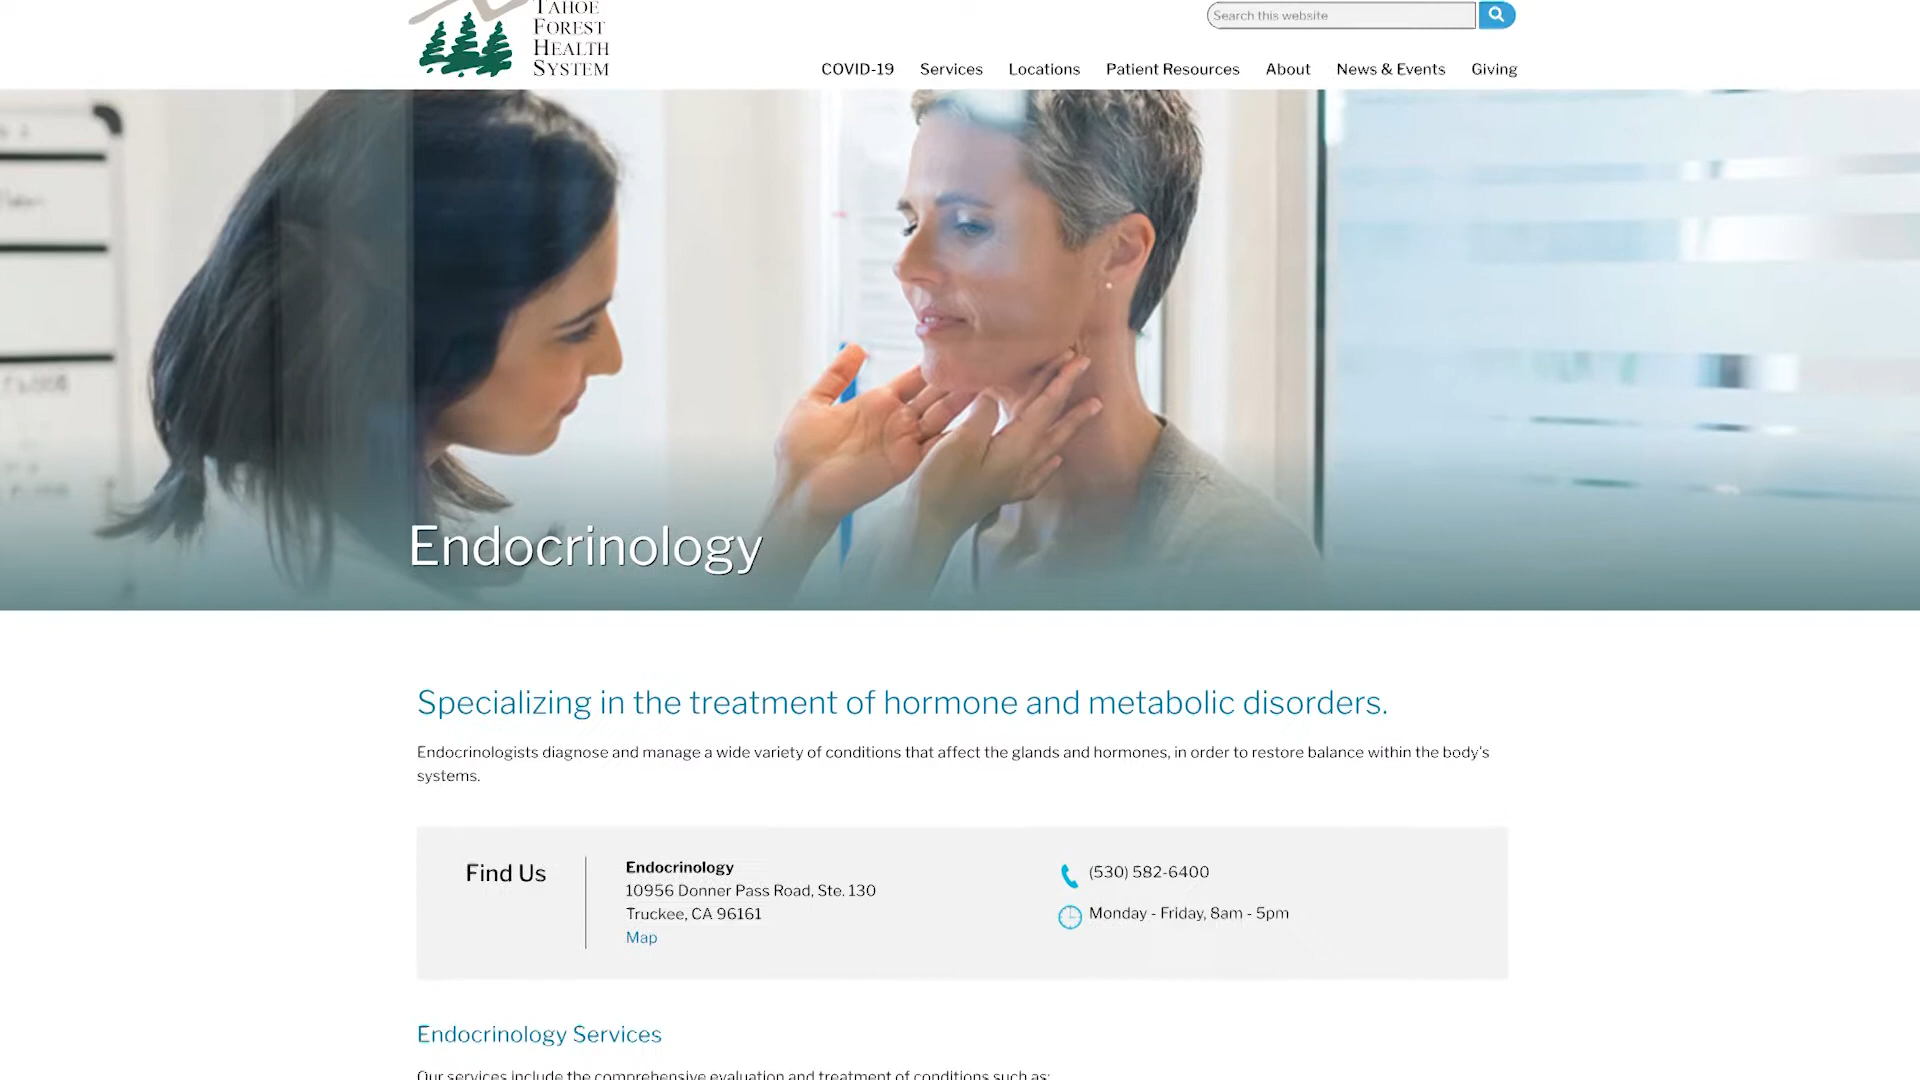 TAHOE
FOREST
HEALTH
SYSTEM
Search this website
COVID-19 Services Locations Patient Resources About News & Events Giving
Endocrinology
Specializing in the treatment of hormone and metabolic disorders.
Endocrinologists diagnose and manage a wide variety of conditions that affect the glands and hormones, in order to restore balance within the body's
systems.
Find Us
Endocrinology
10956 Donner Pass Road, Ste. 130
Truckee, CA 96161
Map
(530) 582-6400
Monday - Friday, 8am - 5pm
Endocrinology Services
Our services include the comprehensive evaluation and treatment of conditions such as: